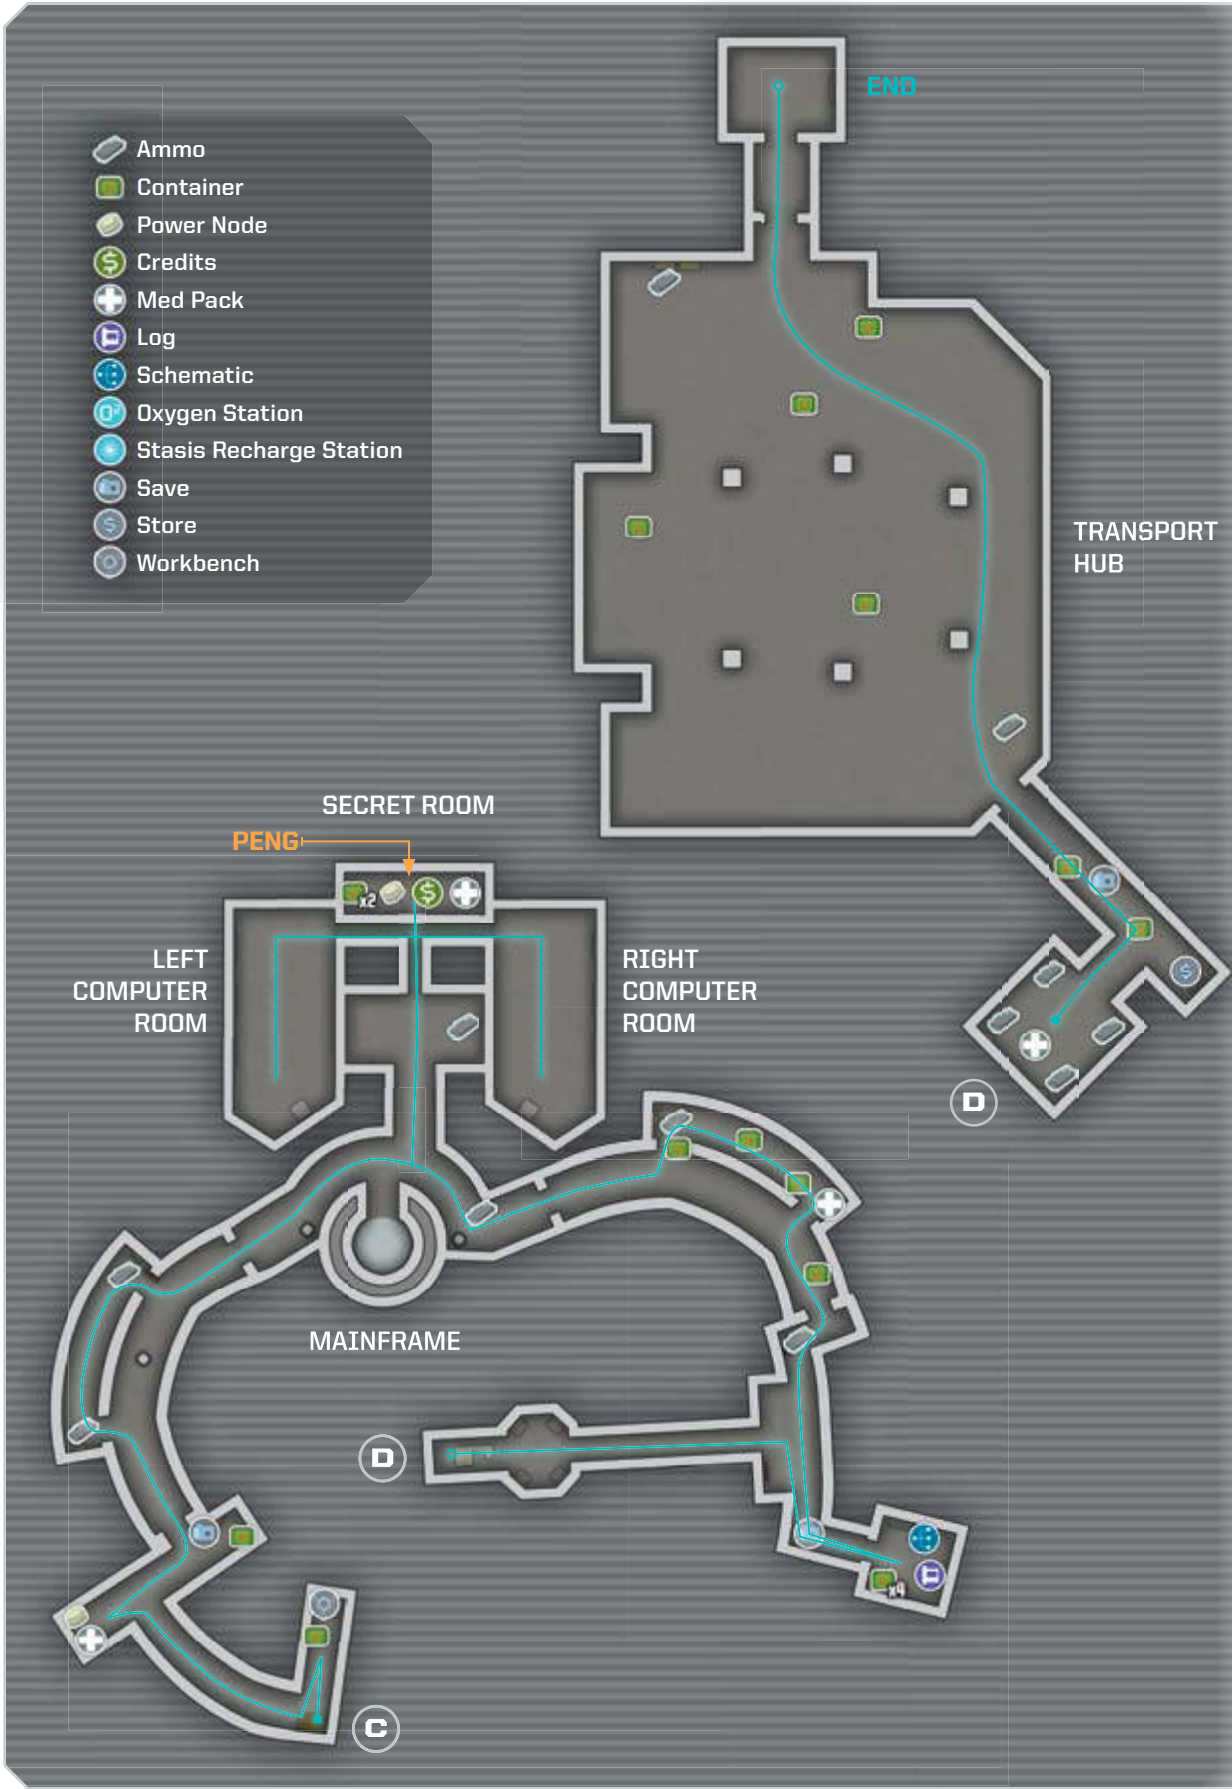 END
Ammo
Container
Power Node
Credits
Med Pack
Log
Schematic
Oxygen Station
Stasis Recharge Station
Save
Store
Workbench
TRANSPORT
HUB
SECRET ROOM
PENG
x2
LEFT
COMPUTER
ROOM
RIGHT
COMPUTER
ROOM
D
MAINFRAME
D
x4
C